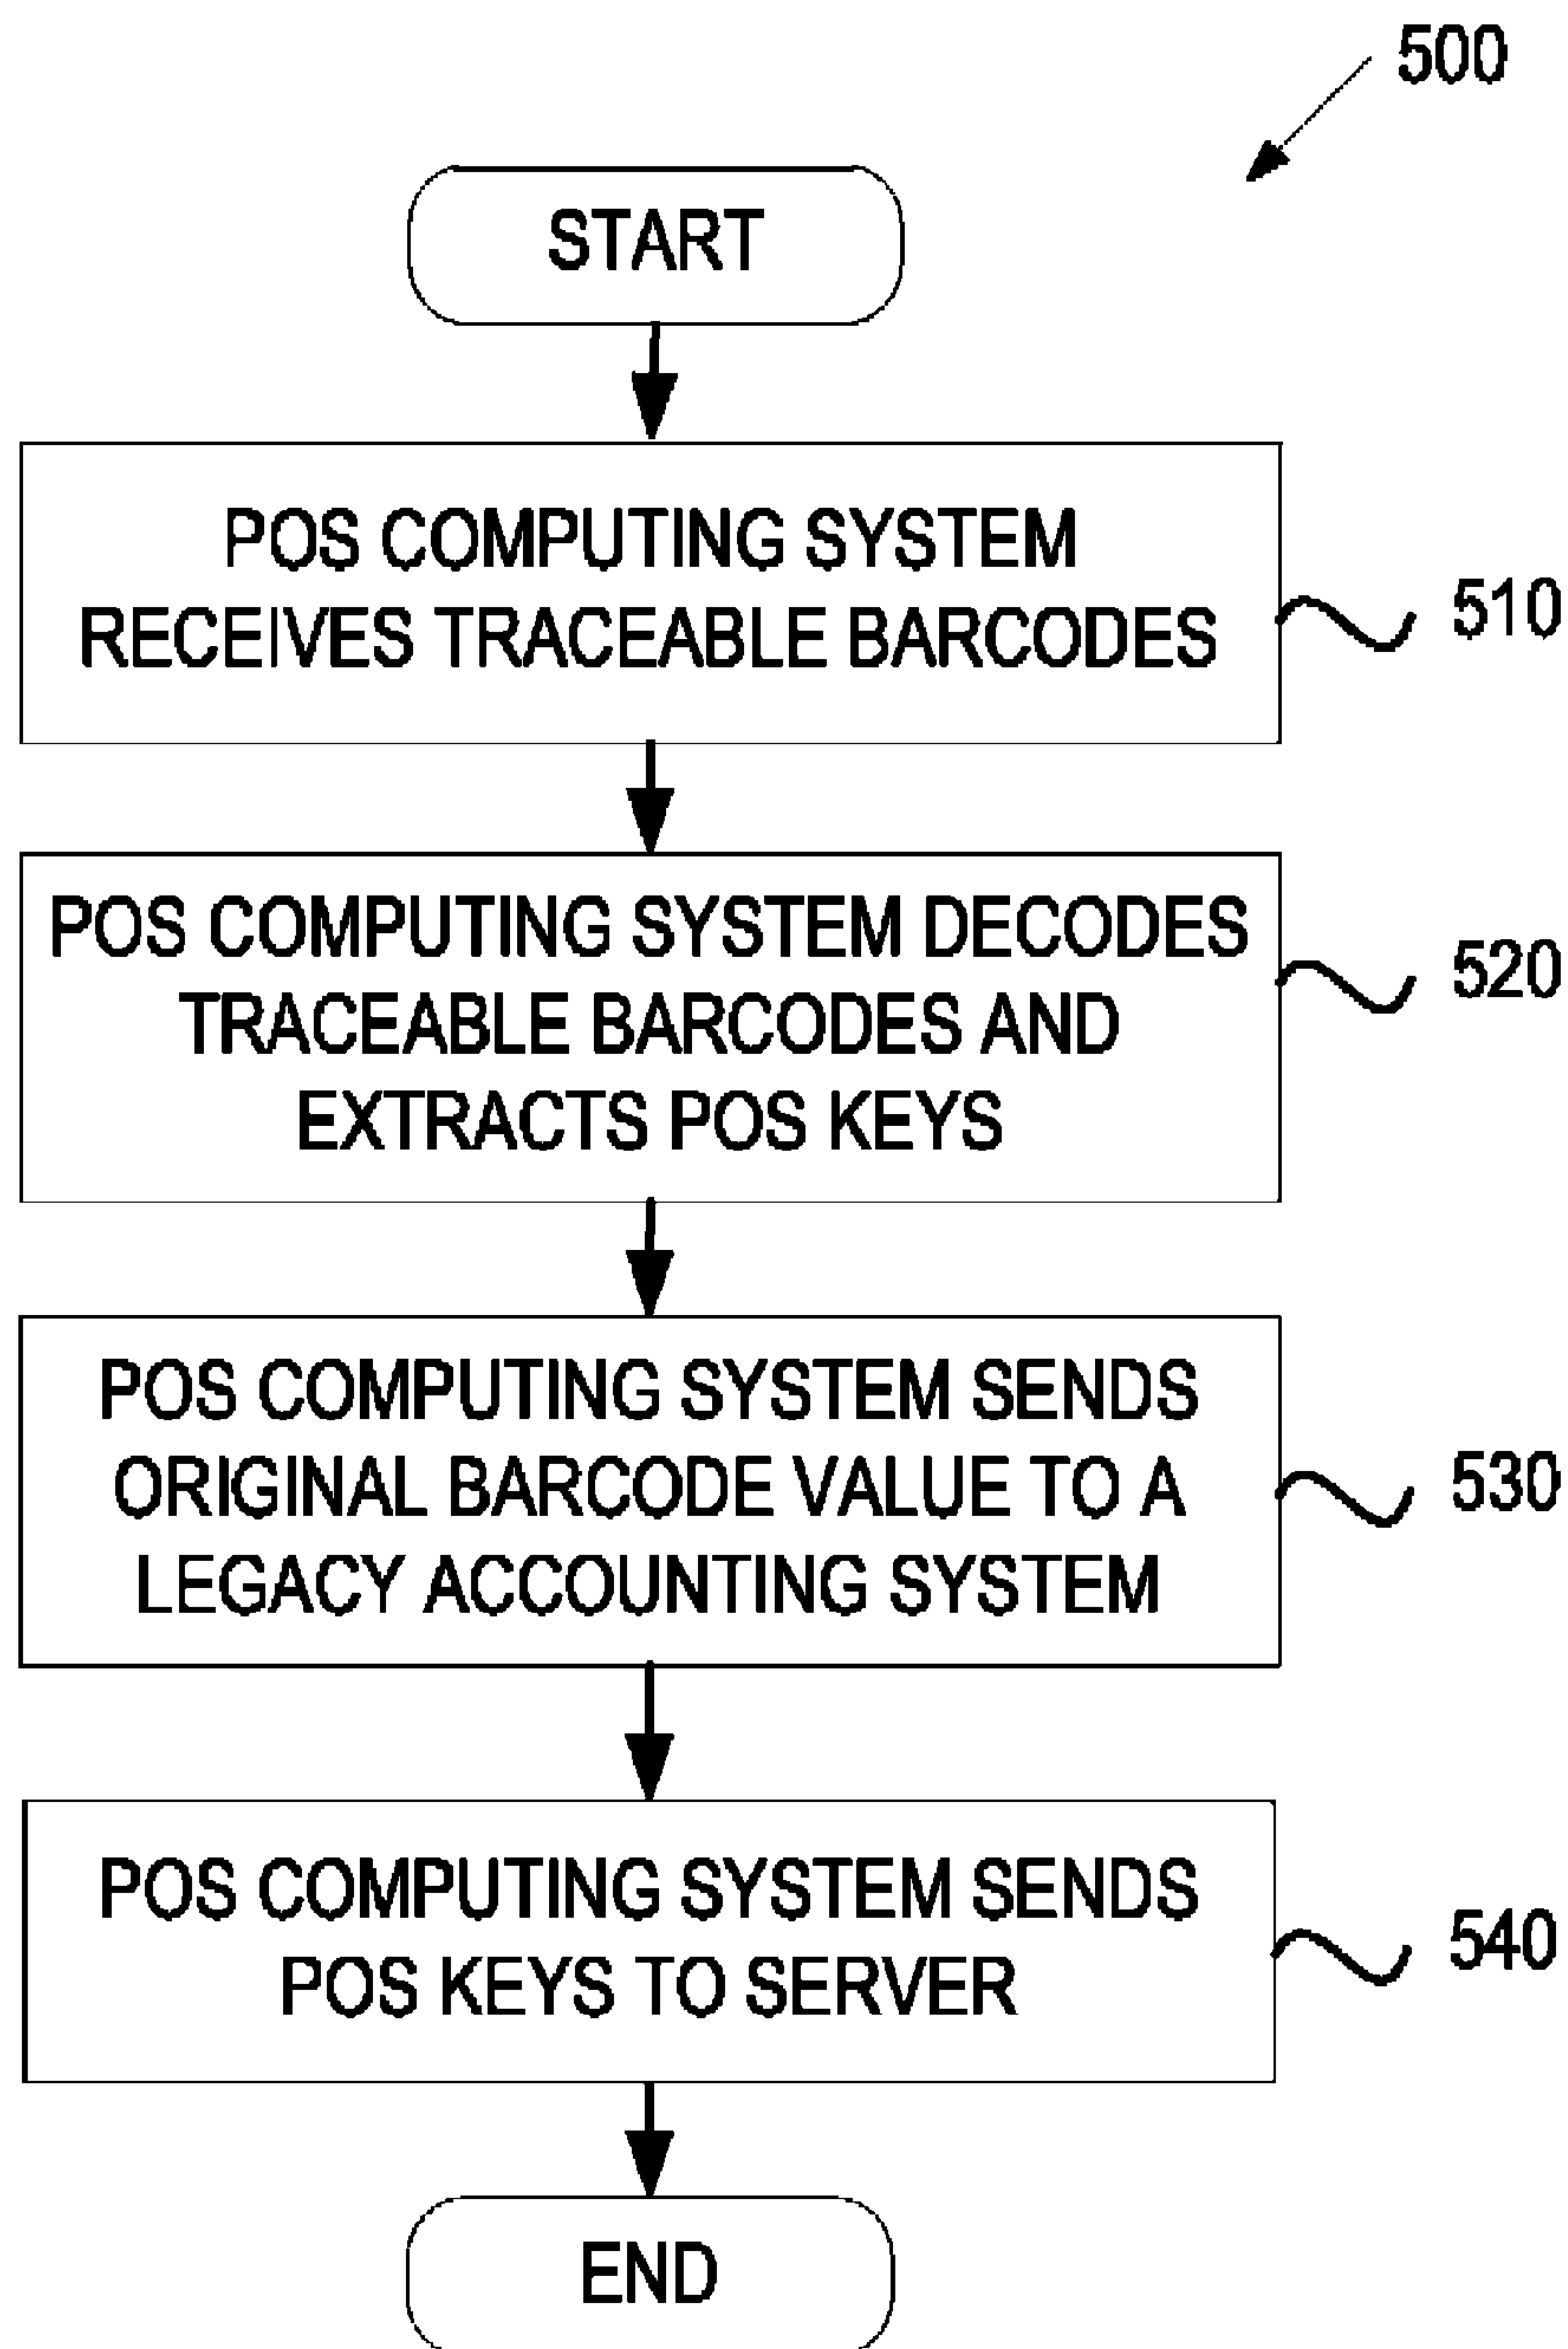 500
START
POS COMPUTING SYSTEM
RECEIVES TRACEABLE BARCODES
510
POS COMPUTING SYSTEM DECODES
TRACEABLE BARCODES AND
EXTRACTS POS KEYS
520
POS COMPUTING SYSTEM SENDS
ORIGINAL BARCODE VALUE TO A
LEGACY ACCOUNTING SYSTEM
530
POS COMPUTING SYSTEM SENDS
POS KEYS TO SERVER
540
END